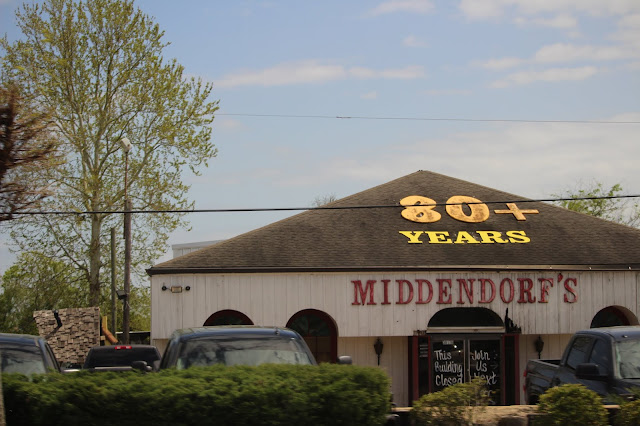 80+
YEARS
MIDDENDORF'S
This
Building
Closed
Join
Us
Next